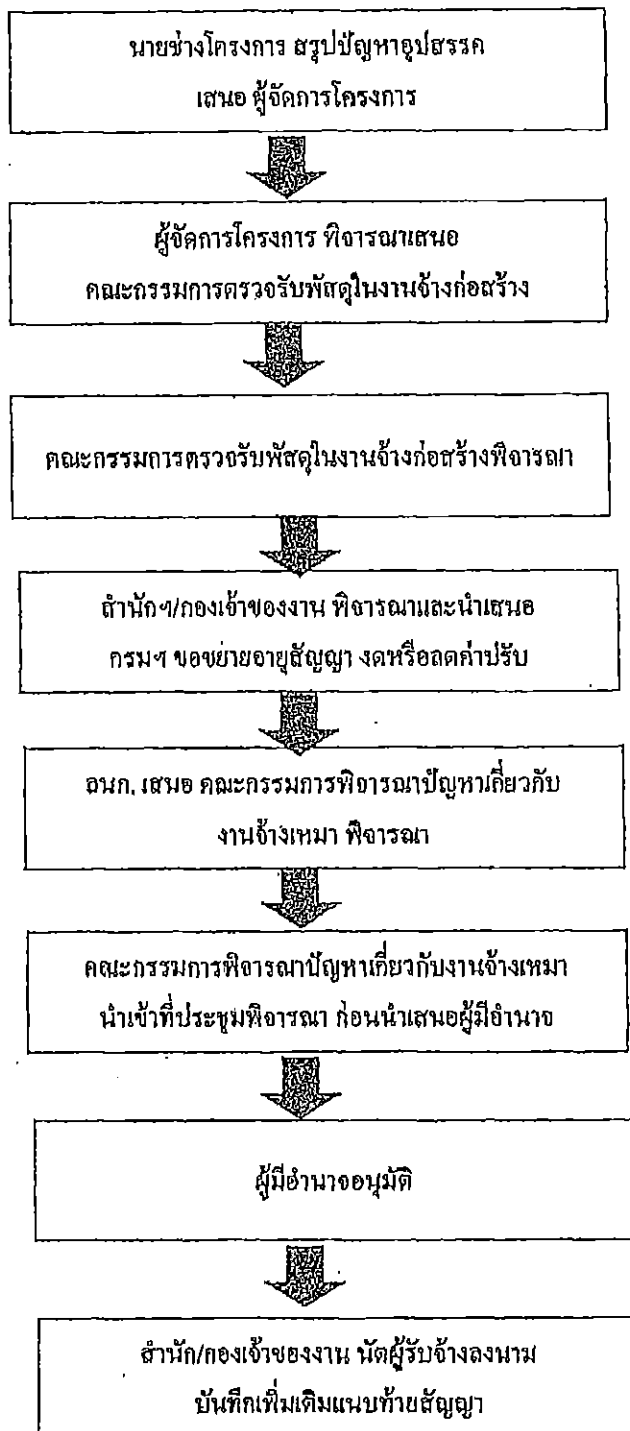 นายช่างโครงการ สรุปปัญหาอุปสรรค
เสนอ ผู้จัดการโครงการ
ผู้จัดการโครงการ พิจารณาเสนอ
คณะกรรมการตรวจรับพัสดุในงานจ้างก่อสร้าง
คณะกรรมการตรวจรับพัสดุในงานจ้างก่อสร้างพิจารณา
สำนักฯ/กองเจ้าของงาน พิจารณาและนำเสนอ
กรมฯ ขอขยายอายุสัญญา งดหรือลดค่าปรับ
อนก. เสนอ คณะกรรมการพิจารณาปัญหาเกี่ยวกับ
งานจ้างเหมา พิจารณา
คณะกรรมการพิจารณาปัญหาเกี่ยวกับงานจ้างเหมา
นำเข้าที่ประชุมพิจารณา ก่อนนำเสนอผู้มีอำนาจ
ผู้มีอำนาจอนุมัติ
สำนัก/กองเจ้าของงาน นัดผู้รับจ้างลงนาม
บันทึกเพิ่มเติมแนบท้ายสัญญา